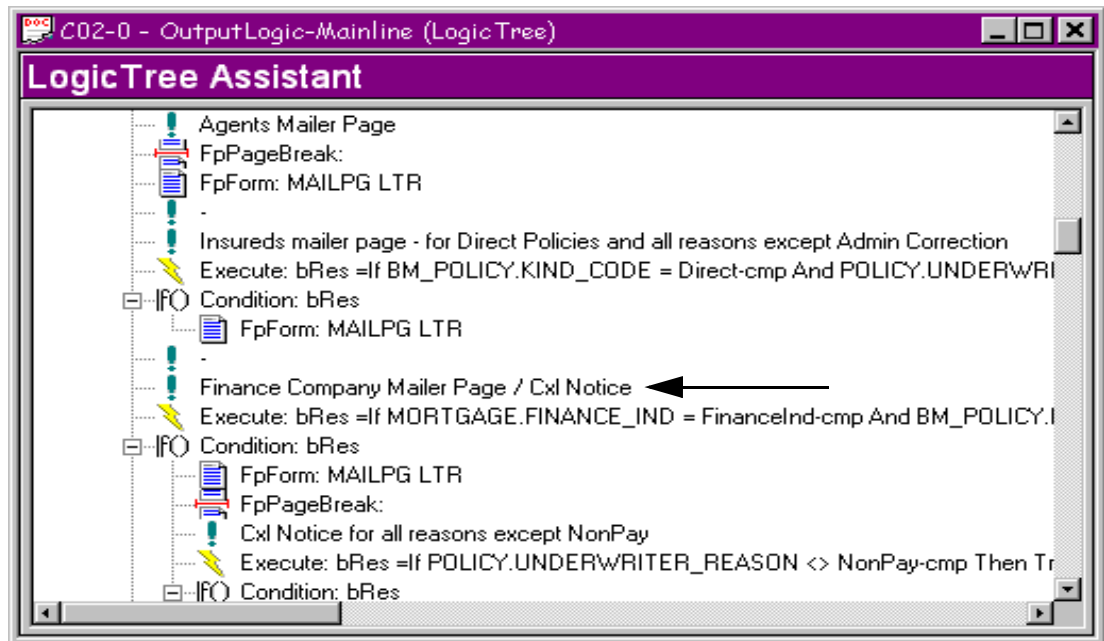 C02-0 - OutputLogic-Mainline (LogicTree)
LogicTree Assistant
Agents Mailer Page
FpPageBreak:
FpForm: MAILPG LTR
-
Insureds mailer page - for Direct Policies and all reasons except Admin Correction
Execute: bRes =If BM_POLICY.KIND_CODE = Direct-cmp And POLICY.UNDERWRI
If() Condition: bRes
FpForm: MAILPG LTR
-
Finance Company Mailer Page / Cxl Notice
Execute: bRes =If MORTGAGE.FINANCE_IND = FinanceInd-cmp And BM_POLICY.
If() Condition: bRes
FpForm: MAILPG LTR
FpPageBreak:
Cxl Notice for all reasons except NonPay
Execute: bRes =If POLICY.UNDERWRITER_REASON <> NonPay-cmp Then Tr
If() Condition: bRes